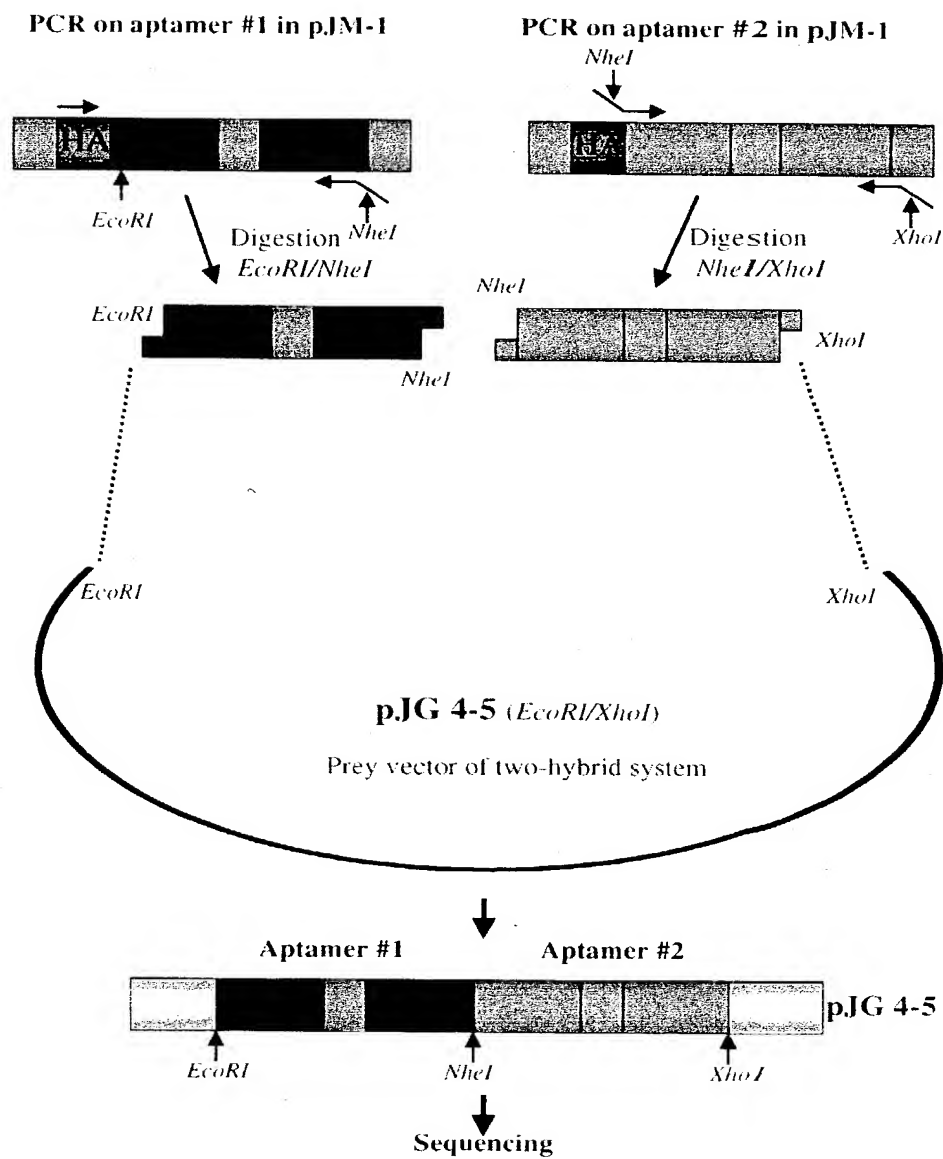 PCR on aptamer #1 in pJM-1
PCR on aptamer #2 in pJM-1
NheI
HA
HA
EcoRI
NheI
XhoI
Digestion
EcoRI/NheI
Digestion
NheI/XhoI
EcoRI
NheI
NheI
XhoI
EcoRI
XhoI
pJG 4-5 (EcoRI/XhoI)
Prey vector of two-hybrid system
Aptamer #1
Aptamer #2
pJG 4-5
EcoRI
NheI
XhoI
Sequencing